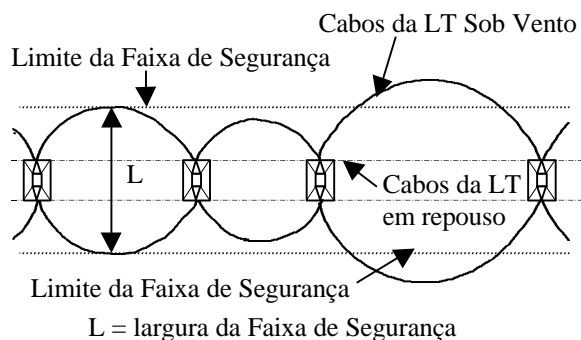 Cabos da LT Sob Vento
Limite da Faixa de Segurança
L
Cabos da LT
em repouso
Limite da Faixa de Segurança
L = largura da Faixa de Segurança